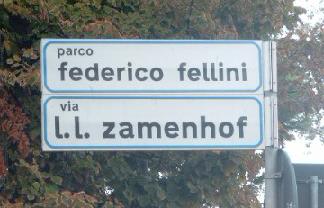 parco
federico fellini
via
l.l. zamenhof